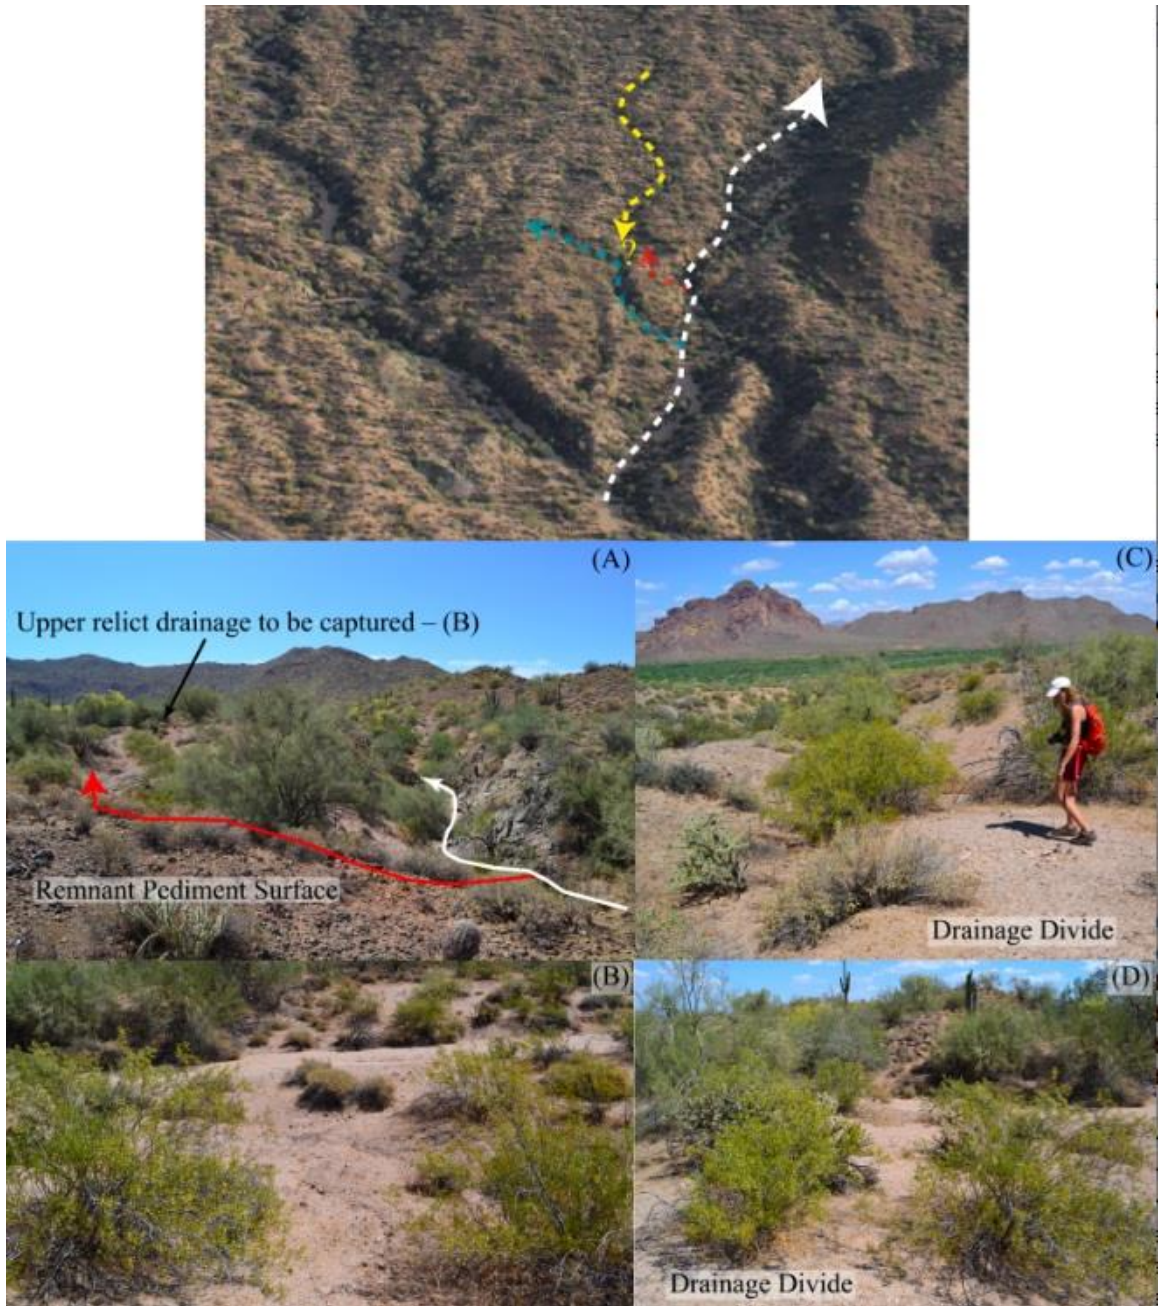 ?
(A)
Upper relict drainage to be captured – (B)
Remnant Pediment Surface
(C)
Drainage Divide
(B)
(D)
Drainage Divide